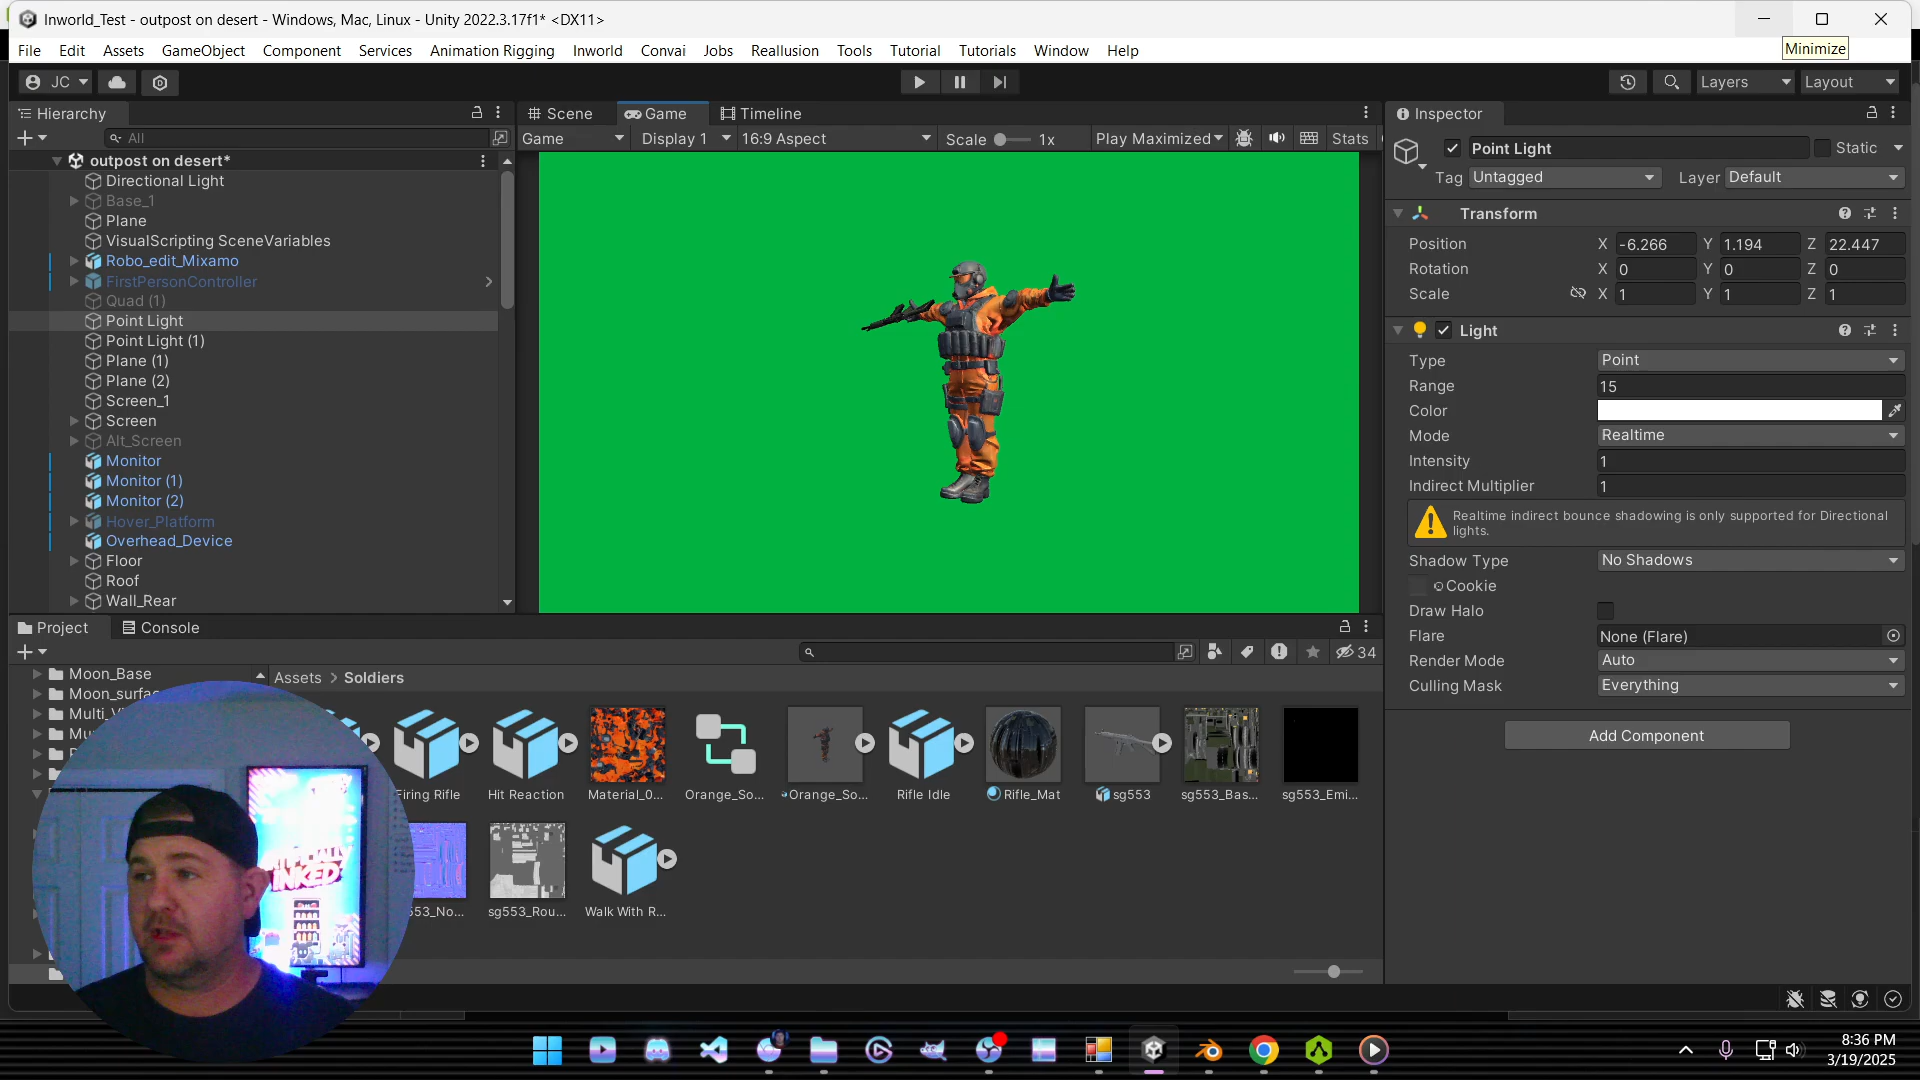 Inworld_Test - outpost on desert - Windows, Mac, Linux - Unity 2022.3.17f1* <DX11>
Minimize
File Edit Assets GameObject Component Services Animation Rigging Inworld Convai Jobs Reallusion Tools Tutorial Tutorials Window Help
JC
Layers Layout
Hierarchy
All
outpost on desert*
Directional Light
Base_1
Plane
VisualScripting SceneVariables
Robo_edit_Mixamo
FirstPersonController
Quad (1)
Point Light
Point Light (1)
Plane (1)
Plane (2)
Screen_1
Screen
Alt_Screen
Monitor
Monitor (1)
Monitor (2)
Hover_Platform
Overhead_Device
Floor
Roof
Wall_Rear
Scene Game Timeline
Game Display 1 16:9 Aspect Scale 1x Play Maximized Stats
Inspector
Point Light Static
Tag Untagged Layer Default
Transform
Position X -6.266 Y 1.194 Z 22.447
Rotation X 0 Y 0 Z 0
Scale X 1 Y 1 Z 1
Light
Type Point
Range 15
Color
Mode Realtime
Intensity 1
Indirect Multiplier 1
Realtime indirect bounce shadowing is only supported for Directional
lights.
Shadow Type No Shadows
Cookie
Draw Halo
Flare None (Flare)
Render Mode Auto
Culling Mask Everything
Add Component
Project Console
34
Moon_Base
Assets > Soldiers
Firing Rifle Hit Reaction Material_0... Orange_So... Orange_So... Rifle Idle Rifle_Mat sg553 sg553_Bas... sg553_Emi...
sg553_Rou... Walk With R...
INKED
8:36 PM
3/19/2025